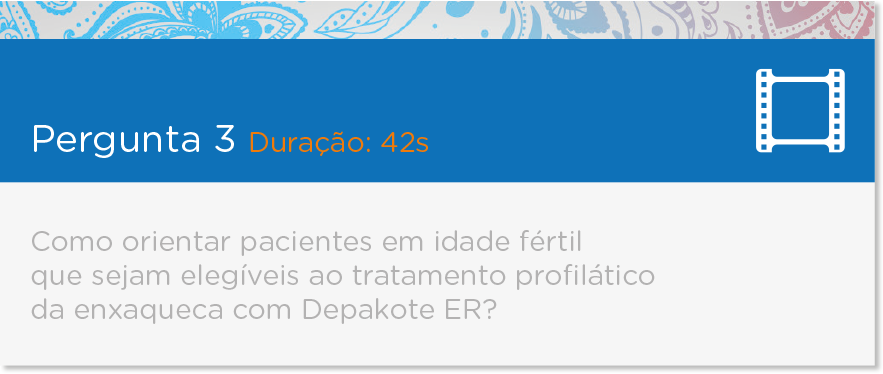 Pergunta 3 Duração: 42s
Como orientar pacientes em idade fértil
que sejam elegíveis ao tratamento profilático
da enxaqueca com Depakote ER?